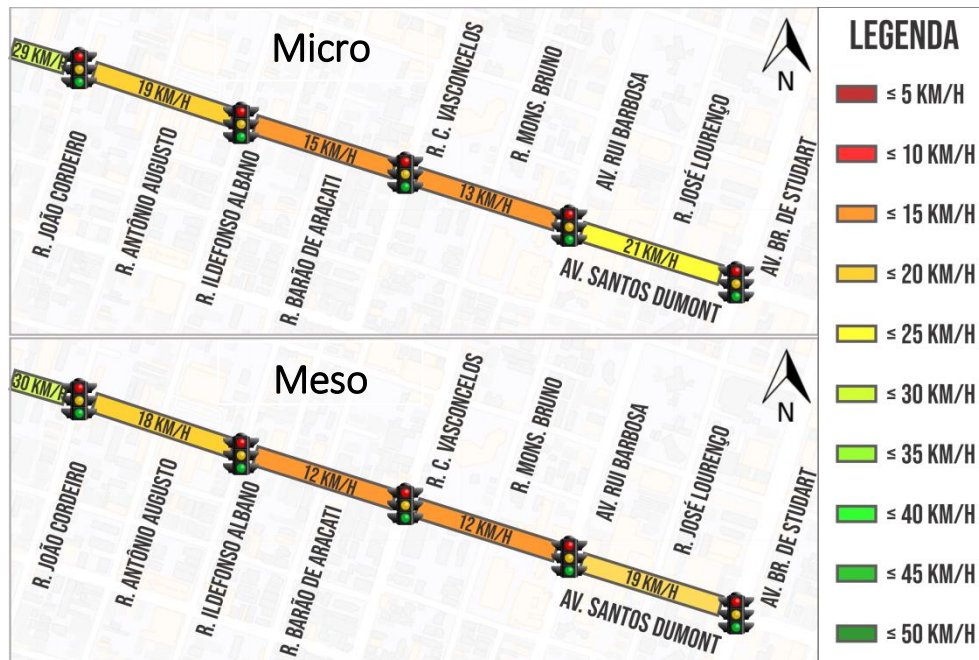 Micro
29 KM/H
19 KM/H
15 KM/H
13 KM/H
21 KM/H
R. JOÃO CORDEIRO
R. ANTÔNIO AUGUSTO
R. ILDEFONSO ALBANO
R. BARÃO DE ARACATI
R. C. VASCONCELOS
R. MONS. BRUNO
AV. RUI BARBOSA
R. JOSÉ LOURENÇO
AV. BR. DE STUDART
AV. SANTOS DUMONT
N
Meso
30 KM/H
18 KM/H
12 KM/H
12 KM/H
19 KM/H
R. JOÃO CORDEIRO
R. ANTÔNIO AUGUSTO
R. ILDEFONSO ALBANO
R. BARÃO DE ARACATI
R. C. VASCONCELOS
R. MONS. BRUNO
AV. RUI BARBOSA
R. JOSÉ LOURENÇO
AV. BR. DE STUDART
AV. SANTOS DUMONT
N
LEGENDA
≤ 5 KM/H
≤ 10 KM/H
≤ 15 KM/H
≤ 20 KM/H
≤ 25 KM/H
≤ 30 KM/H
≤ 35 KM/H
≤ 40 KM/H
≤ 45 KM/H
≤ 50 KM/H